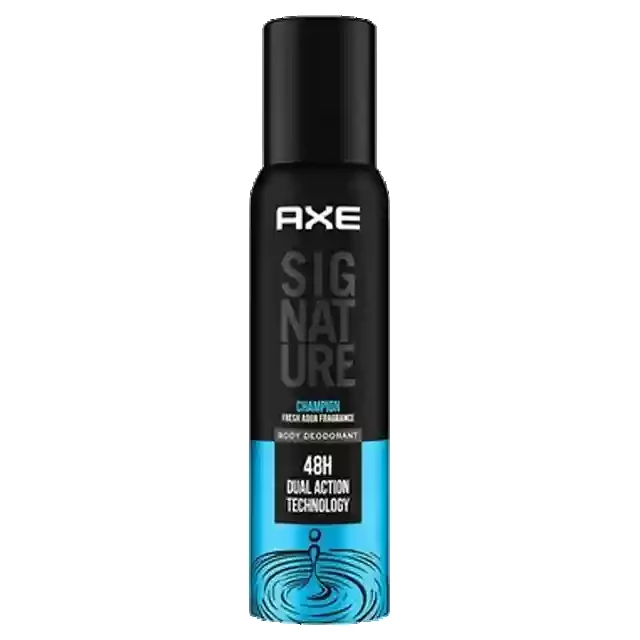 AXE
SIG
NAT
URE
CHAMPION
FRESH AQUA FRAGRANCE
BODY DEODORANT
48H
DUAL ACTION
TECHNOLOGY